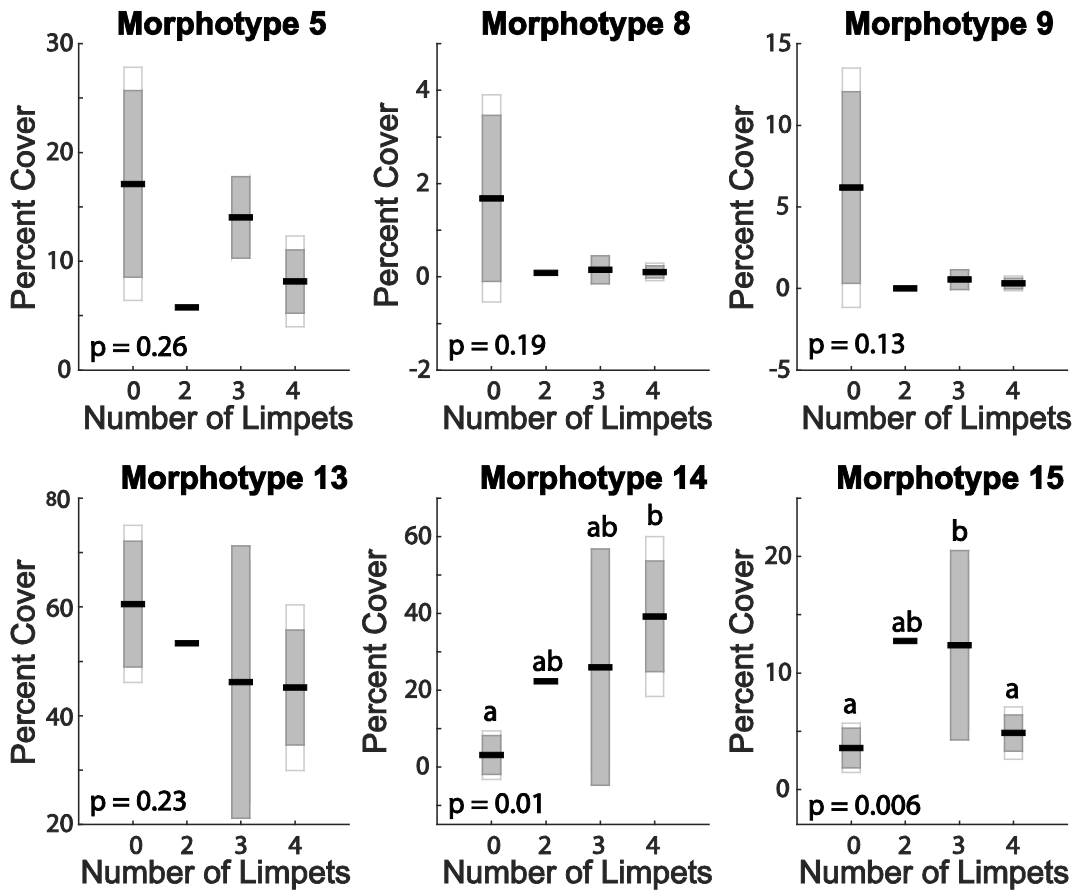 Morphotype 5
Percent Cover
30
20
10
0
p = 0.26
0 2 3 4
Number of Limpets
Morphotype 8
Percent Cover
4
2
0
-2
p = 0.19
0 2 3 4
Number of Limpets
Morphotype 9
Percent Cover
15
10
5
0
-5
p = 0.13
0 2 3 4
Number of Limpets
Morphotype 13
Percent Cover
80
60
40
20
p = 0.23
0 2 3 4
Number of Limpets
Morphotype 14
Percent Cover
60
40
20
0
a
ab
ab
b
p = 0.01
0 2 3 4
Number of Limpets
Morphotype 15
Percent Cover
20
10
0
a
ab
b
a
p = 0.006
0 2 3 4
Number of Limpets